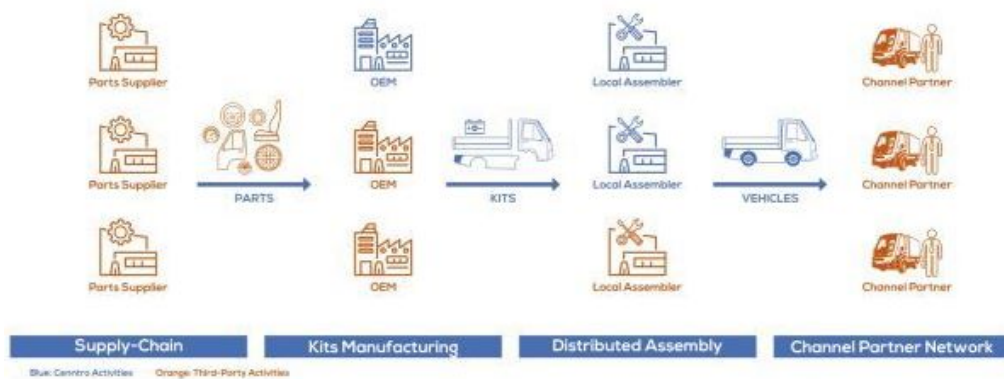 Parts Supplier OEM Local Assembler Channel Partner
Parts Supplier OEM Local Assembler Channel Partner
PARTS KITS VEHICLES
Parts Supplier OEM Local Assembler Channel Partner
Supply-Chain Kits Manufacturing Distributed Assembly Channel Partner Network
Blue: Cenntro Activities Orange: Third-Party Activities